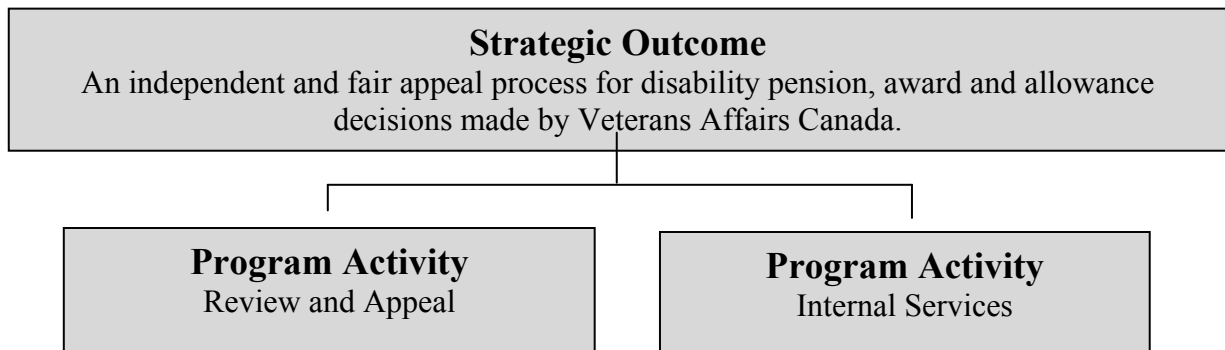 Strategic Outcome
An independent and fair appeal process for disability pension, award and allowance
decisions made by Veterans Affairs Canada.
Program Activity
Review and Appeal
Program Activity
Internal Services